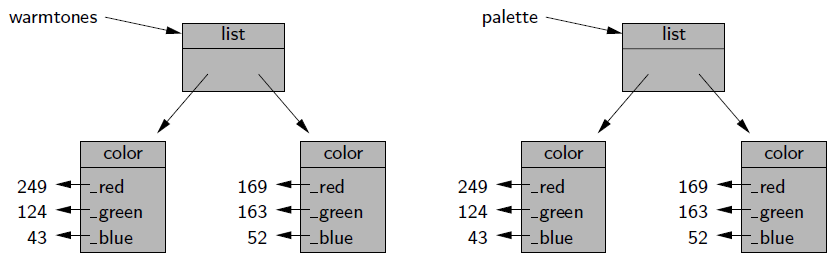 warmtones palette
list list
color color color color
249 _red 169 _red 249 _red 169 _red
124 _green 163 _green 124 _green 163 _green
43 _blue 52 _blue 43 _blue 52 _blue